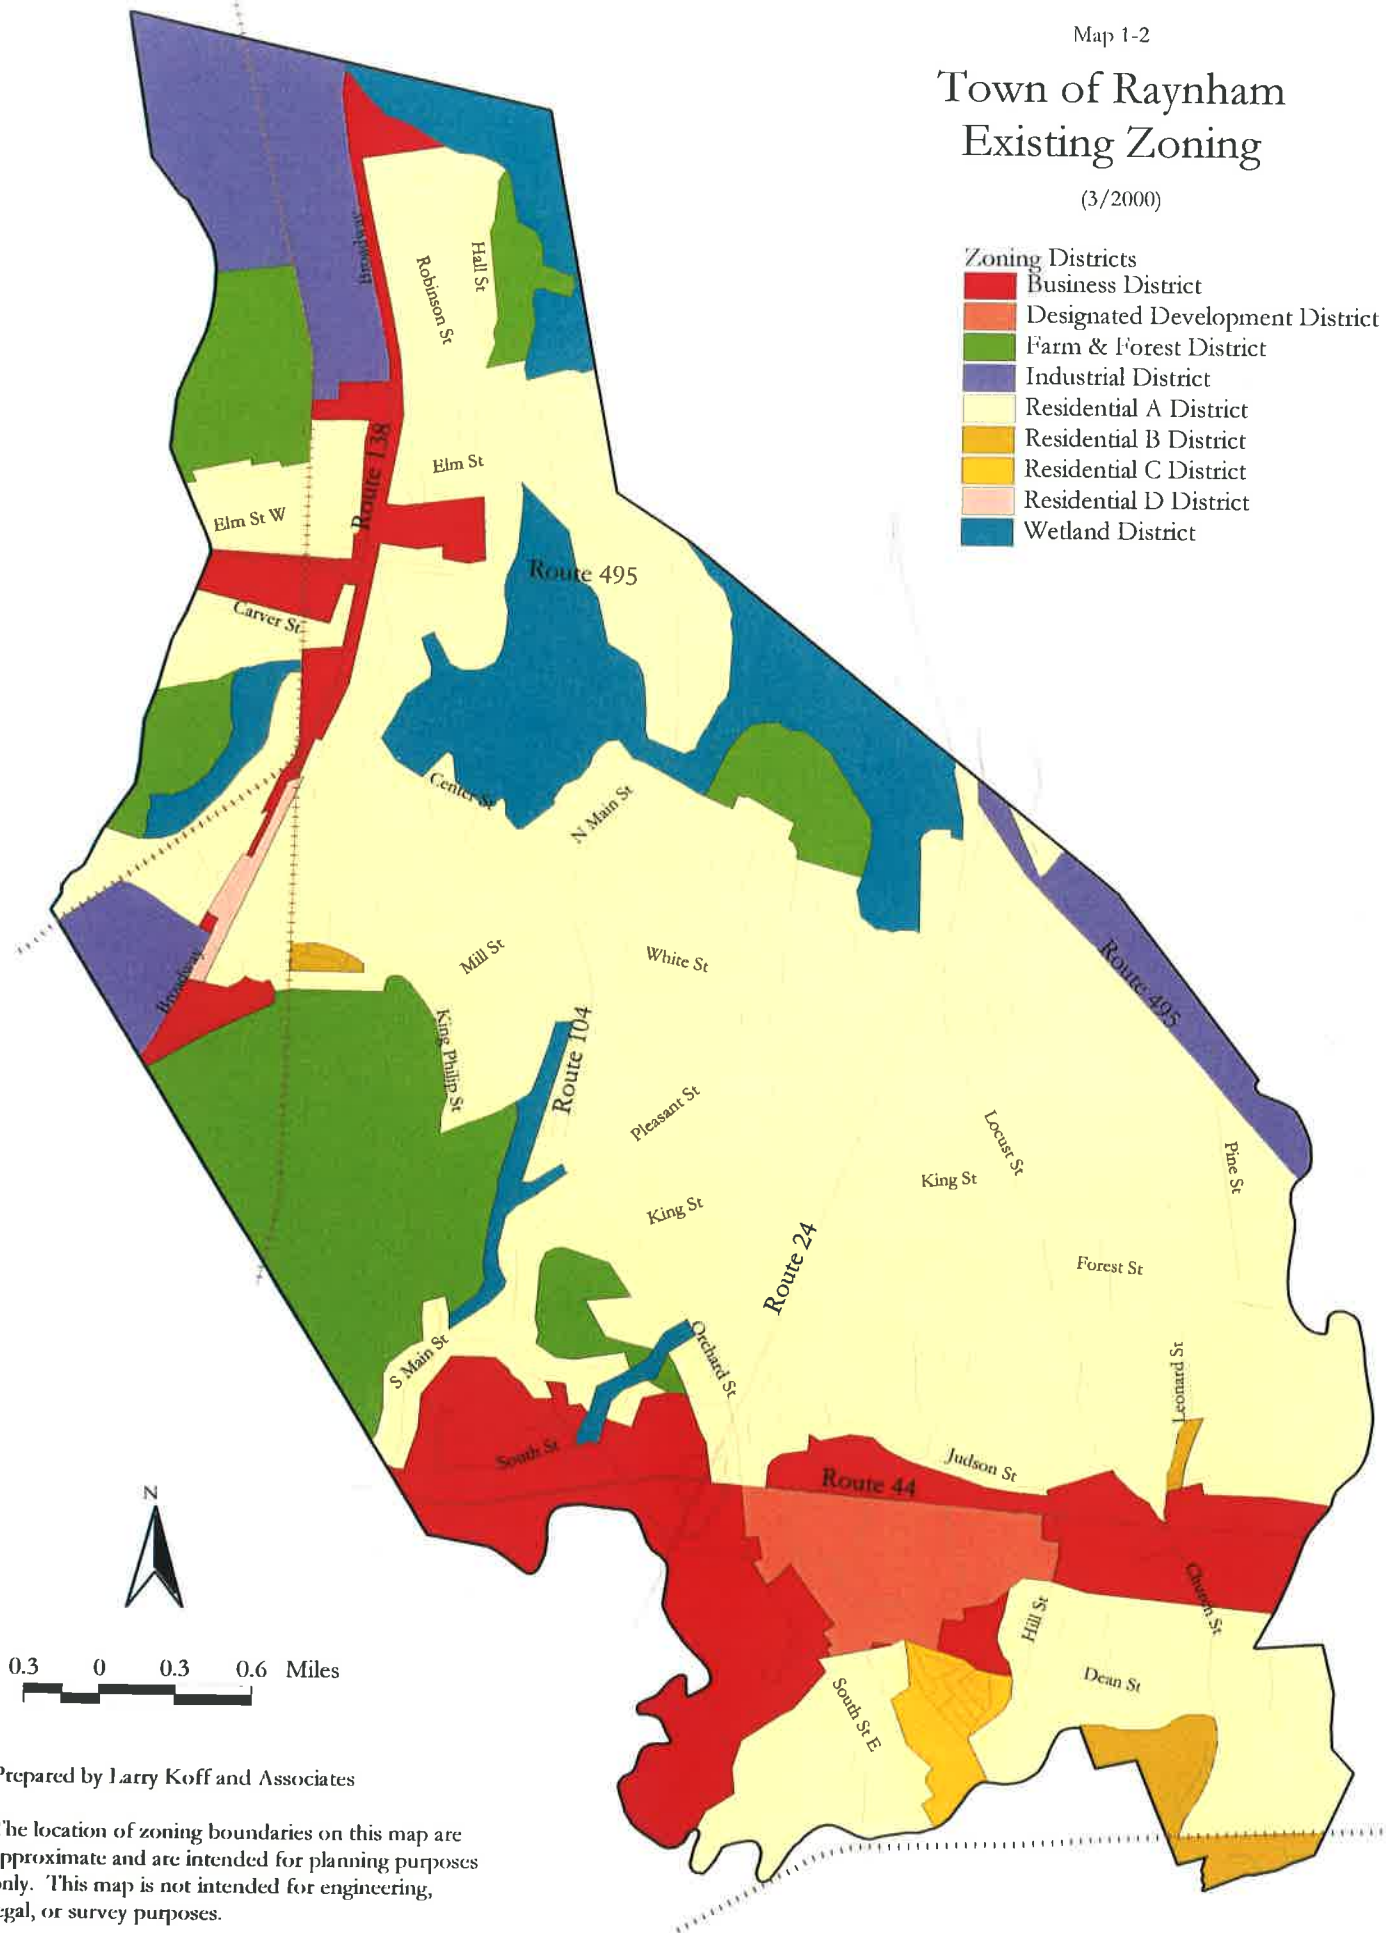 Map 1-2
Town of Raynham
Existing Zoning
(3/2000)
Zoning Districts
Business District
Designated Development District
Farm & Forest District
Industrial District
Residential A District
Residential B District
Residential C District
Residential D District
Wetland District
Broadway
Robinson St
Hall St
Route 138
Elm St
Elm St W
Route 495
Carver St
Center St
N Main St
Mill St
White St
Broadway
Route 495
King Philip St
Route 104
Pleasant St
Locust St
Pine St
King St
King St
Route 24
Forest St
S Main St
Orchard St
Leonard St
South St
Judson St
Route 44
Church St
Hill St
Dean St
South St E
N
0.3 0 0.3 0.6 Miles
Prepared by Larry Koff and Associates
The location of zoning boundaries on this map are
approximate and are intended for planning purposes
only. This map is not intended for engineering,
legal, or survey purposes.